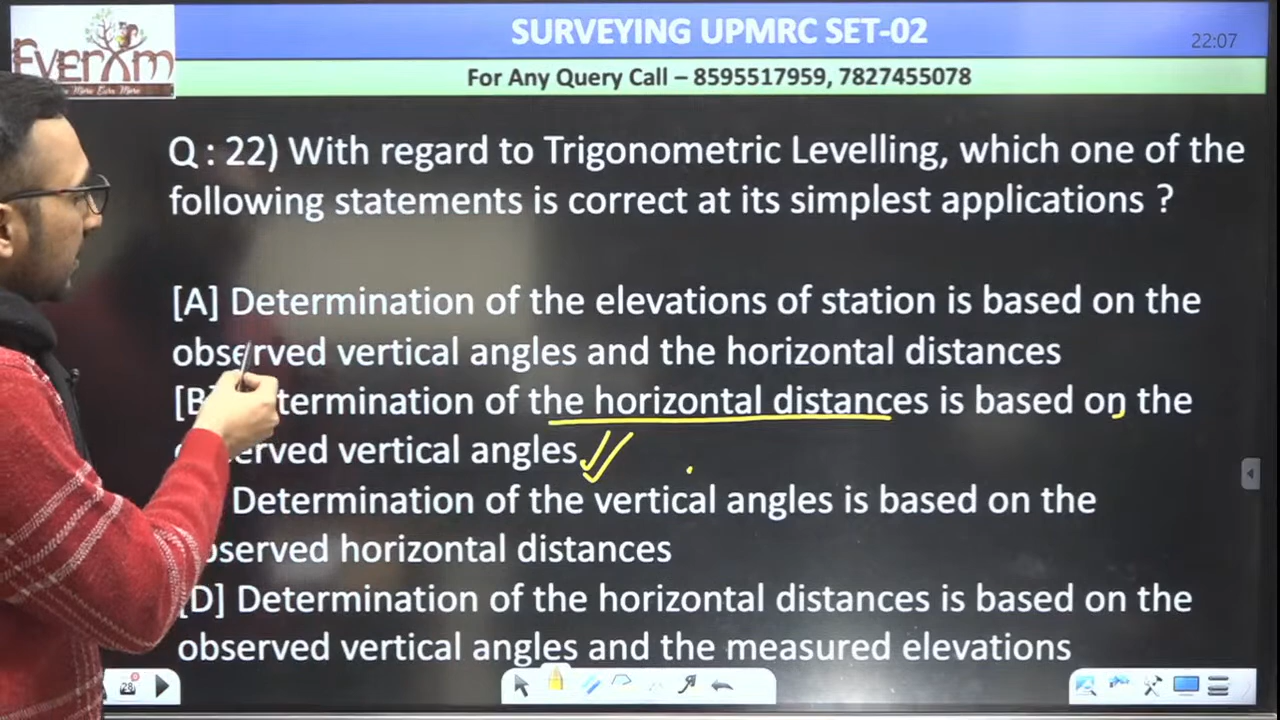 SURVEYING UPMRC SET-02
22:07
Everexam
For Any Query Call – 8595517959, 7827455078
Q : 22) With regard to Trigonometric Levelling, which one of the
following statements is correct at its simplest applications ?
[A] Determination of the elevations of station is based on the
observed vertical angles and the horizontal distances
termination of the horizontal distances is based on the
vertical angles
Determination of the vertical angles is based on the
horizontal distances
[D] Determination of the horizontal distances is based on the
observed vertical angles and the measured elevations
28